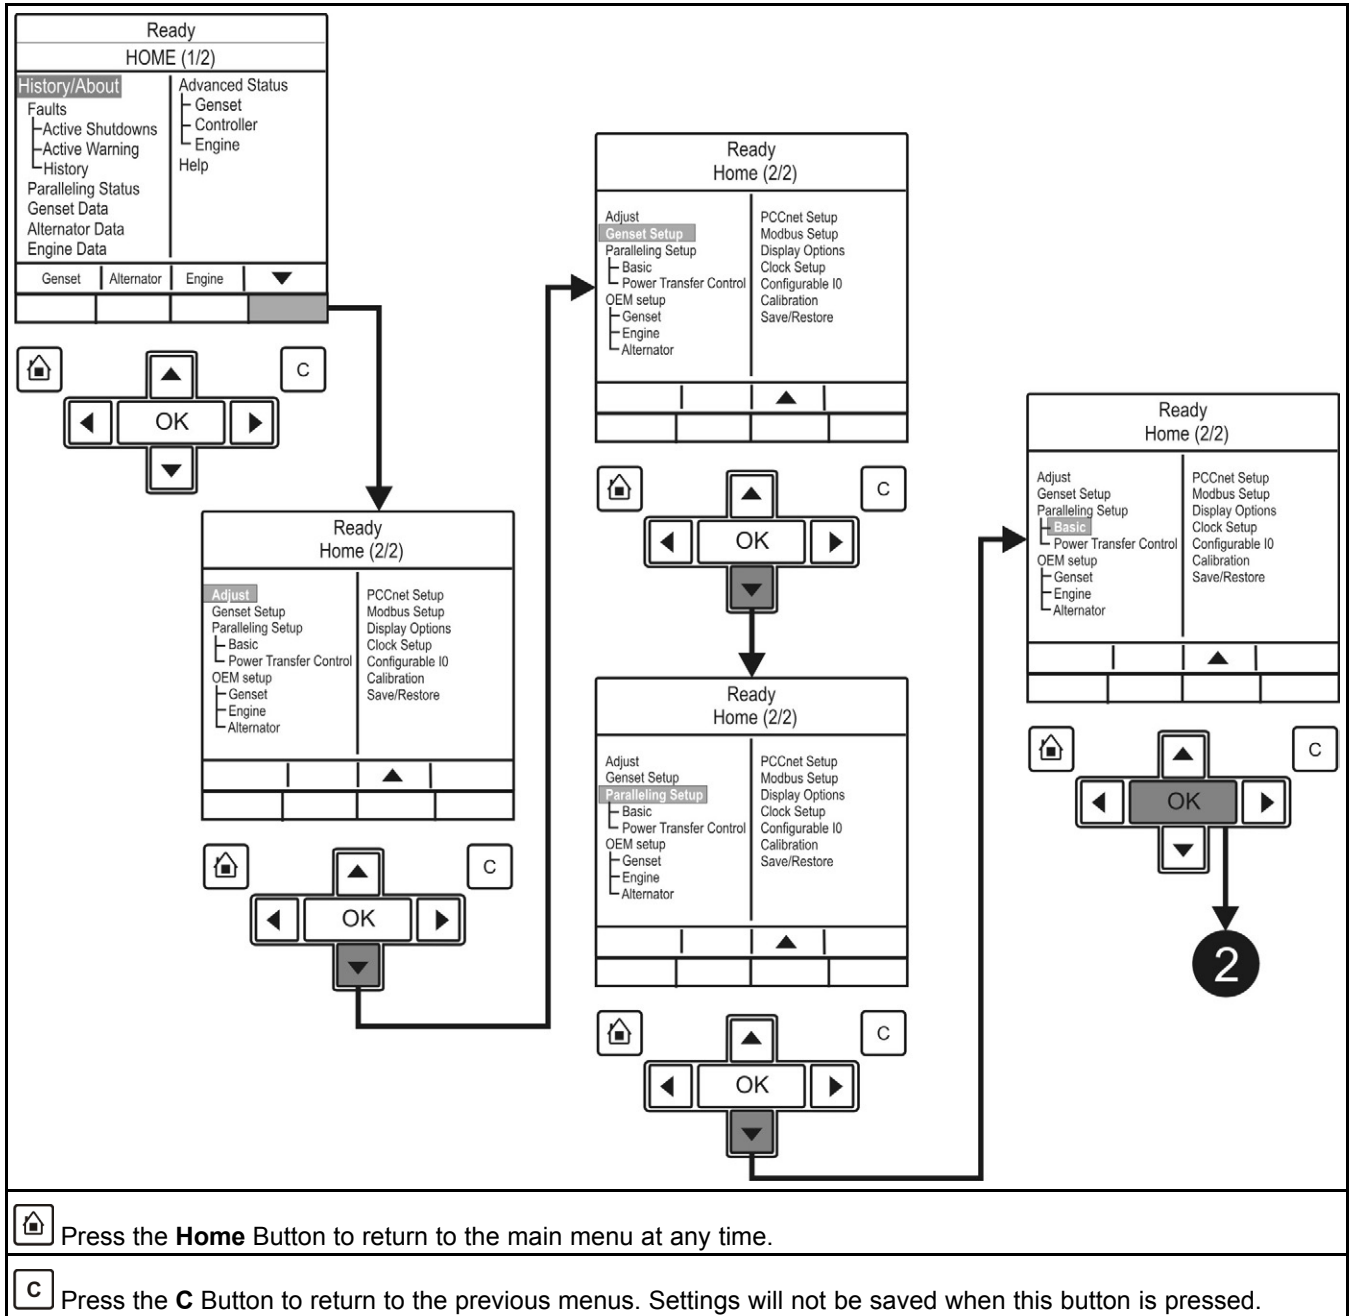 Ready
HOME (1/2)
History/About
Faults
Active Shutdowns
Active Warning
History
Paralleling Status
Genset Data
Alternator Data
Engine Data
Advanced Status
Genset
Controller
Engine
Help
Genset Alternator Engine
C
OK
Ready
Home (2/2)
Adjust
Genset Setup
Paralleling Setup
Basic
Power Transfer Control
OEM setup
Genset
Engine
Alternator
PCCnet Setup
Modbus Setup
Display Options
Clock Setup
Configurable I0
Calibration
Save/Restore
C
OK
Ready
Home (2/2)
Adjust
Genset Setup
Paralleling Setup
Basic
Power Transfer Control
OEM setup
Genset
Engine
Alternator
PCCnet Setup
Modbus Setup
Display Options
Clock Setup
Configurable I0
Calibration
Save/Restore
C
OK
Ready
Home (2/2)
Adjust
Genset Setup
Paralleling Setup
Basic
Power Transfer Control
OEM setup
Genset
Engine
Alternator
PCCnet Setup
Modbus Setup
Display Options
Clock Setup
Configurable I0
Calibration
Save/Restore
C
OK
Ready
Home (2/2)
Adjust
Genset Setup
Paralleling Setup
Basic
Power Transfer Control
OEM setup
Genset
Engine
Alternator
PCCnet Setup
Modbus Setup
Display Options
Clock Setup
Configurable I0
Calibration
Save/Restore
C
OK
2
Press the Home Button to return to the main menu at any time.
C Press the C Button to return to the previous menus. Settings will not be saved when this button is pressed.